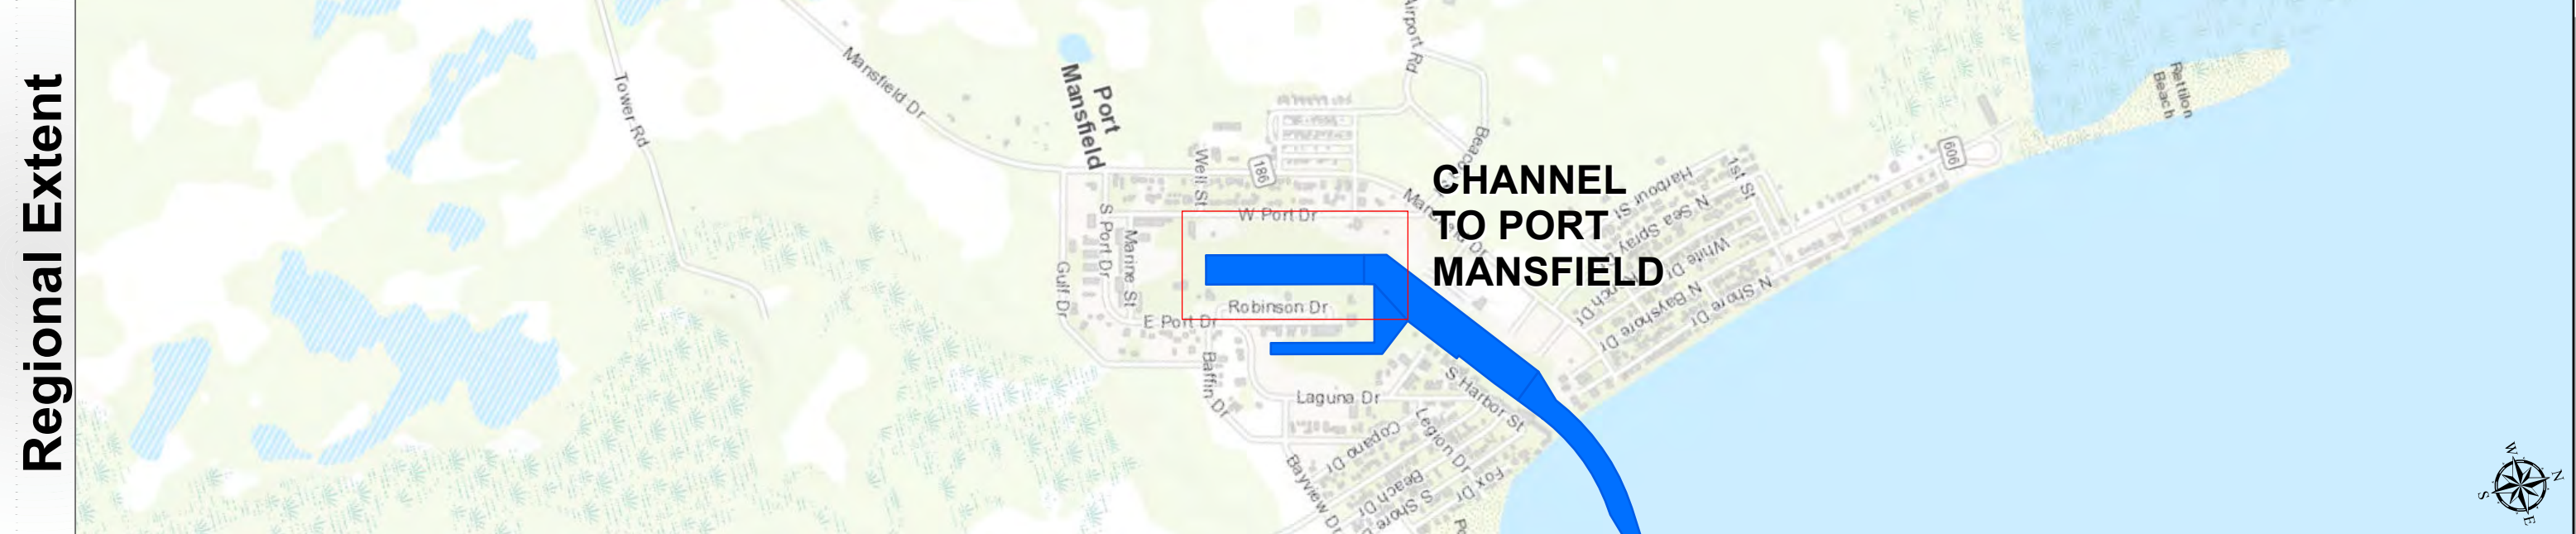 Regional Extent
Tower Rd
Mansfield Dr
Port
Mansfield
Airport Rd
Well St
186
W Port Dr
S Port Dr
Marine St
Gulf Dr
E Port Dr
Robinson Dr
Baffin Dr
Laguna Dr
Copano Dr
Bayview Dr
Legion Dr
Beach Dr
S Shore
Fox Dr
S Harbor St
CHANNEL
TO PORT
MANSFIELD
Harbour St
1st St
N Sea Spray
White Dr
N Bayshore Dr
N Shore Dr
606
Beach
N
E
S
W